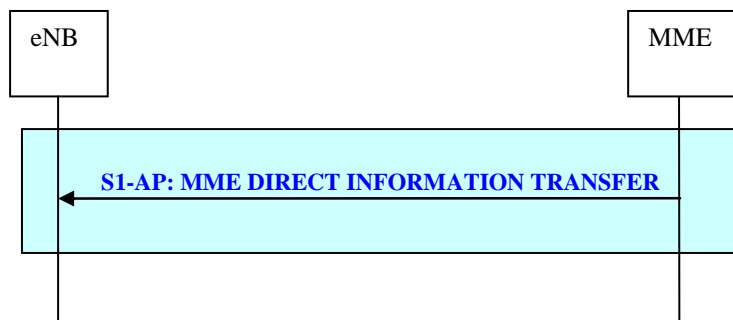 eNB
MME
S1-AP: MME DIRECT INFORMATION TRANSFER